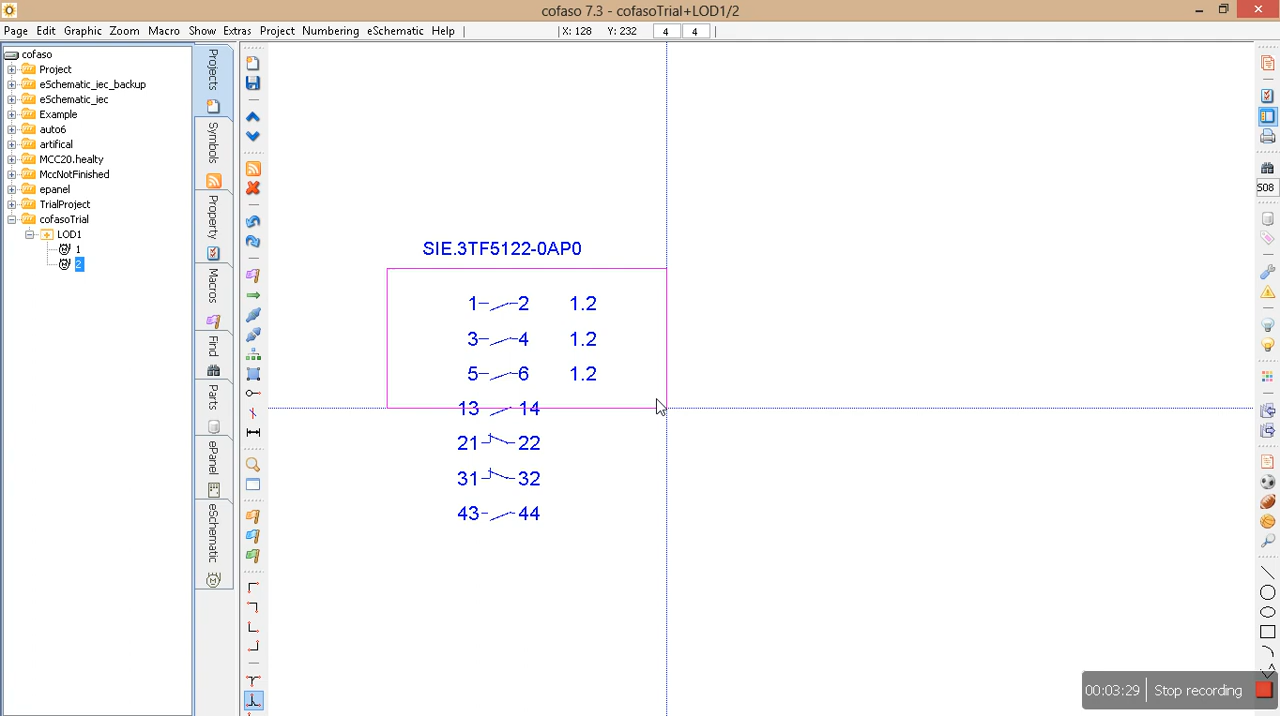 cofaso 7.3 - cofasoTrial+LOD1/2
Page Edit Graphic Zoom Macro Show Extras Project Numbering eSchematic Help X: 128 Y: 232 4 4
cofaso
Project
eSchematic_iec_backup
eSchematic_iec
Example
auto6
artifical
MCC20.healty
MccNotFinished
epanel
TrialProject
cofasoTrial
LOD1
1
2
Projects
Symbols
Property
Macros
Find
Parts
ePanel
eSchematic
SIE.3TF5122-0AP0
1 2 1.2
3 4 1.2
5 6 1.2
13 14
21 22
31 32
43 44
S08
00:03:29 Stop recording